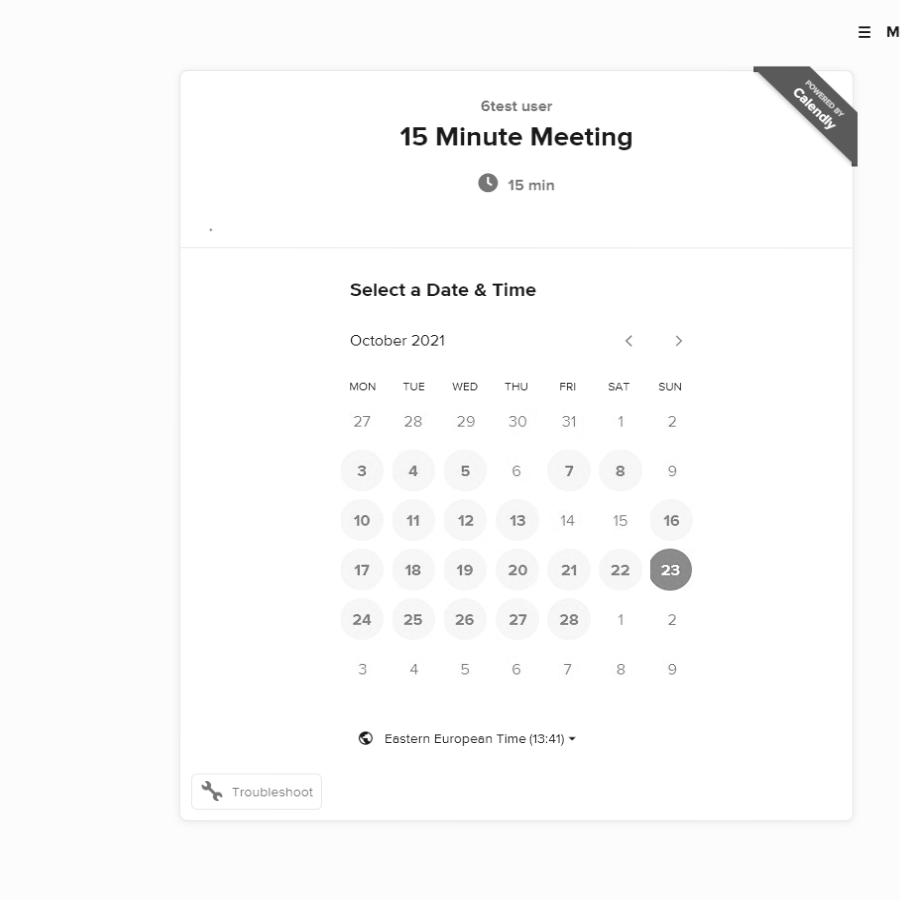 ☰ M
POWERED BY
Calendly
6test user
15 Minute Meeting
15 min
.
Select a Date & Time
October 2021
MON TUE WED THU FRI SAT SUN
27 28 29 30 31 1 2
3 4 5 6 7 8 9
10 11 12 13 14 15 16
17 18 19 20 21 22 23
24 25 26 27 28 1 2
3 4 5 6 7 8 9
Eastern European Time (13:41)
Troubleshoot